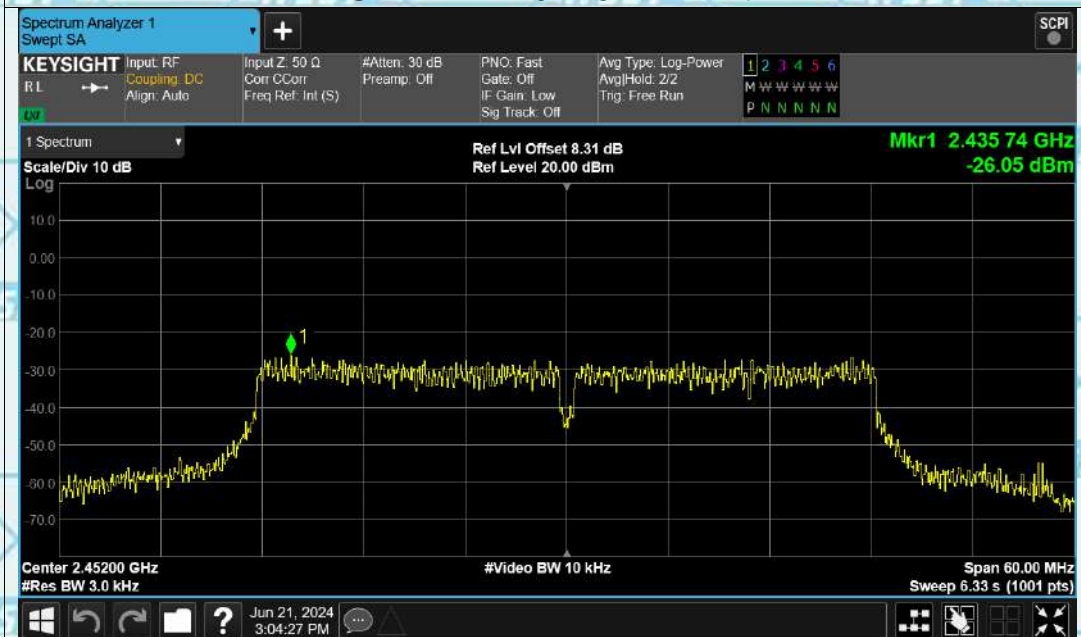 Spectrum Analyzer 1
Swept SA
+
SCPI
KEYSIGHT
RL
LXI
Input: RF
Coupling: DC
Align: Auto
Input Z: 50 Ω
Corr CCorr
Freq Ref: Int (S)
#Atten: 30 dB
Preamp: Off
PNO: Fast
Gate: Off
IF Gain: Low
Sig Track: Off
Avg Type: Log-Power
Avg|Hold: 2/2
Trig: Free Run
1 2 3 4 5 6
M W W W W W
P N N N N N
1 Spectrum
Scale/Div 10 dB
Log
Ref Lvl Offset 8.31 dB
Ref Level 20.00 dBm
Mkr1 2.435 74 GHz
-26.05 dBm
10.0
0.00
-10.0
-20.0
-30.0
-40.0
-50.0
-60.0
-70.0
1
Center 2.45200 GHz
#Res BW 3.0 kHz
#Video BW 10 kHz
Span 60.00 MHz
Sweep 6.33 s (1001 pts)
?
Jun 21, 2024
3:04:27 PM